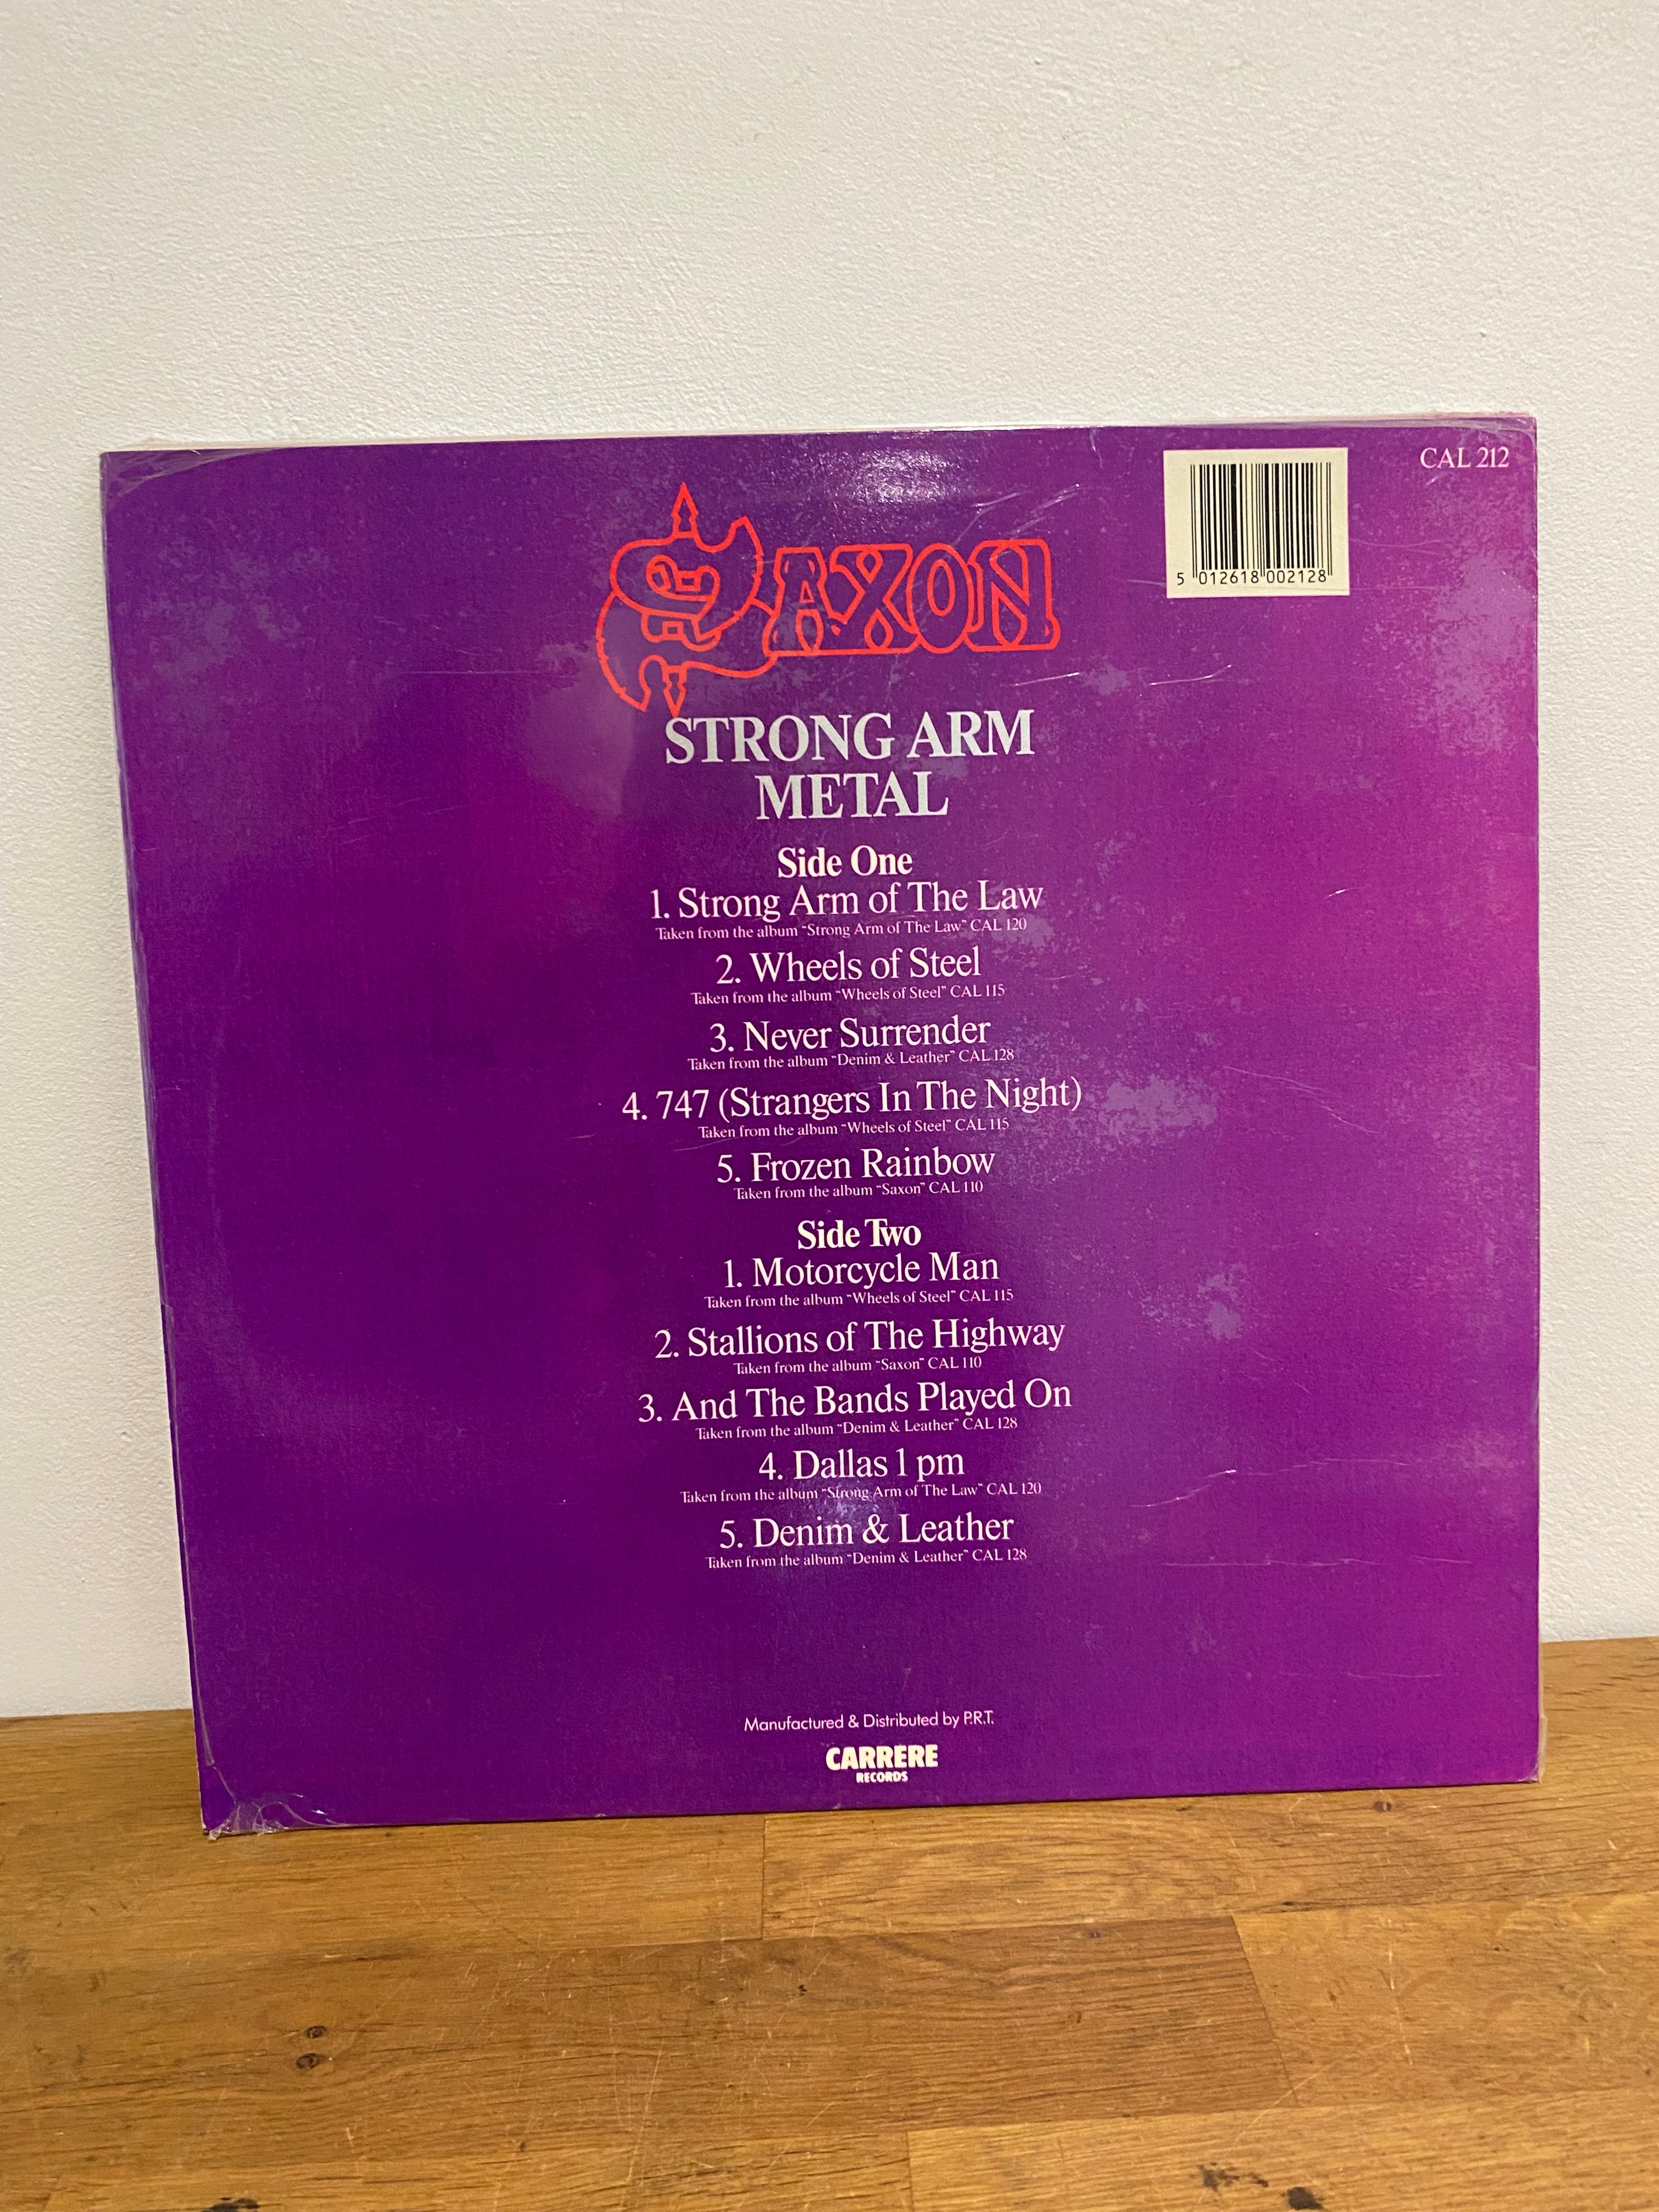 CAL 212
5 012618 002128
SAXON
STRONG ARM
METAL
Side One
1. Strong Arm of The Law
Taken from the album "Strong Arm of The Law" CAL 120
2. Wheels of Steel
Taken from the album "Wheels of Steel" CAL 115
3. Never Surrender
Taken from the album "Denim & Leather" CAL 128
4. 747 (Strangers In The Night)
Taken from the album "Wheels of Steel" CAL 115
5. Frozen Rainbow
Taken from the album "Saxon" CAL 110
Side Two
1. Motorcycle Man
Taken from the album "Wheels of Steel" CAL 115
2. Stallions of The Highway
Taken from the album "Saxon" CAL 110
3. And The Bands Played On
Taken from the album "Denim & Leather" CAL 128
4. Dallas 1 pm
Taken from the album "Strong Arm of The Law" CAL 120
5. Denim & Leather
Taken from the album "Denim & Leather" CAL 128
Manufactured & Distributed by P.R.T.
CARRERE
RECORDS